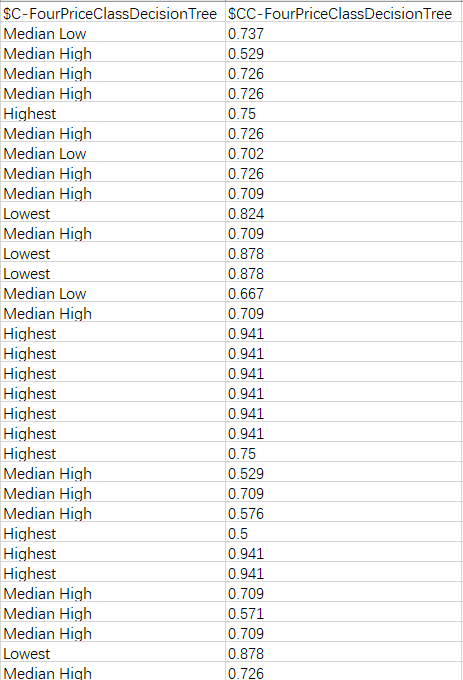 $C-FourPriceClassDecisionTree $CC-FourPriceClassDecisionTree
Median Low 0.737
Median High 0.529
Median High 0.726
Median High 0.726
Highest 0.75
Median High 0.726
Median Low 0.702
Median High 0.726
Median High 0.709
Lowest 0.824
Median High 0.709
Lowest 0.878
Lowest 0.878
Median Low 0.667
Median High 0.709
Highest 0.941
Highest 0.941
Highest 0.941
Highest 0.941
Highest 0.941
Highest 0.941
Highest 0.75
Median High 0.529
Median High 0.709
Median High 0.576
Highest 0.5
Highest 0.941
Highest 0.941
Median High 0.709
Median High 0.571
Median High 0.709
Lowest 0.878
Median High 0.726